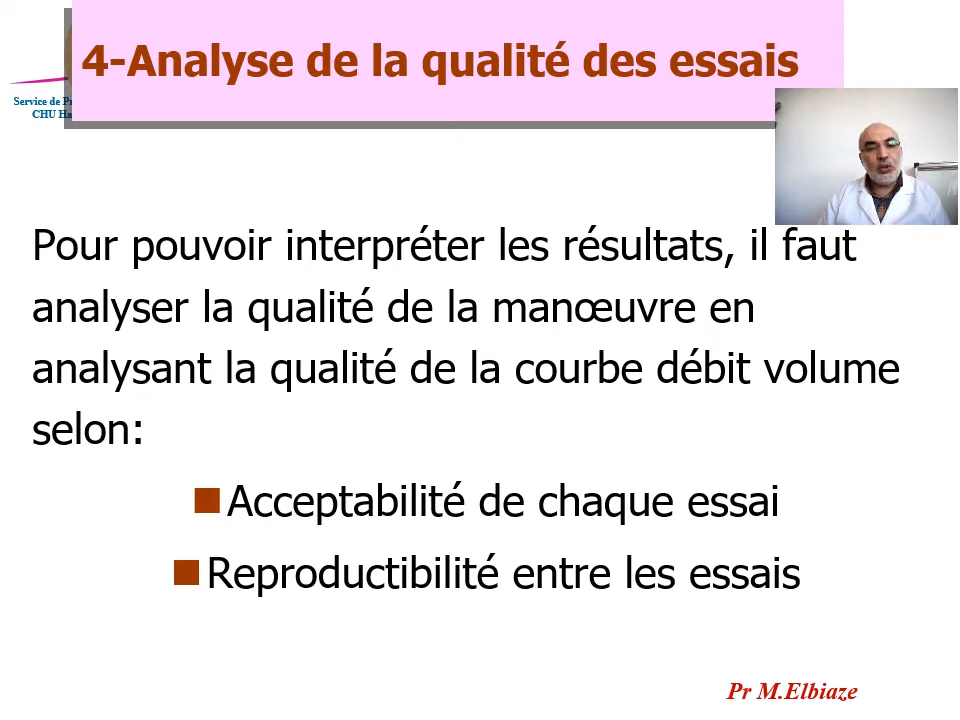 4-Analyse de la qualité des essais
Service de
CHU
Pour pouvoir interpréter les résultats, il faut
analyser la qualité de la manœuvre en
analysant la qualité de la courbe débit volume
selon:
Acceptabilité de chaque essai
Reproductibilité entre les essais
Pr M.Elbiaze